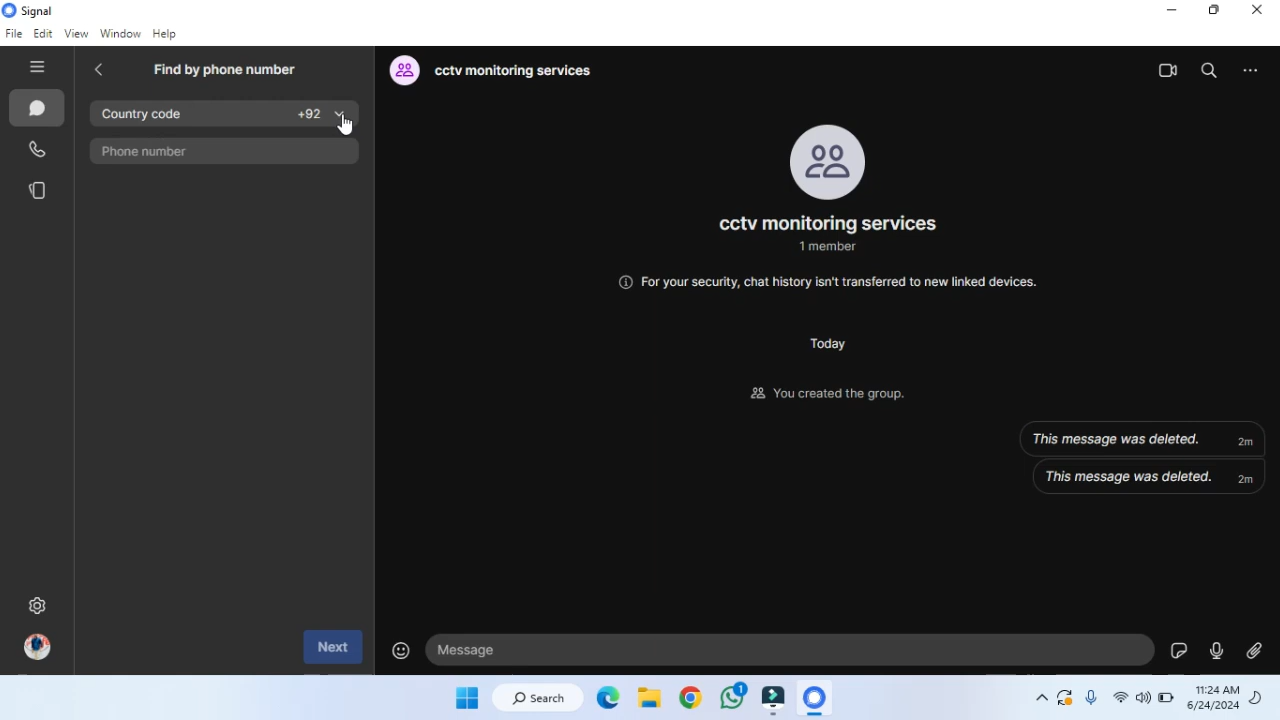 Signal
File Edit View Window Help
Find by phone number
Country code +92
Phone number
Next
cctv monitoring services
cctv monitoring services
1 member
For your security, chat history isn't transferred to new linked devices.
Today
You created the group.
This message was deleted. 2m
This message was deleted. 2m
Message
Search
1
11:24 AM
6/24/2024